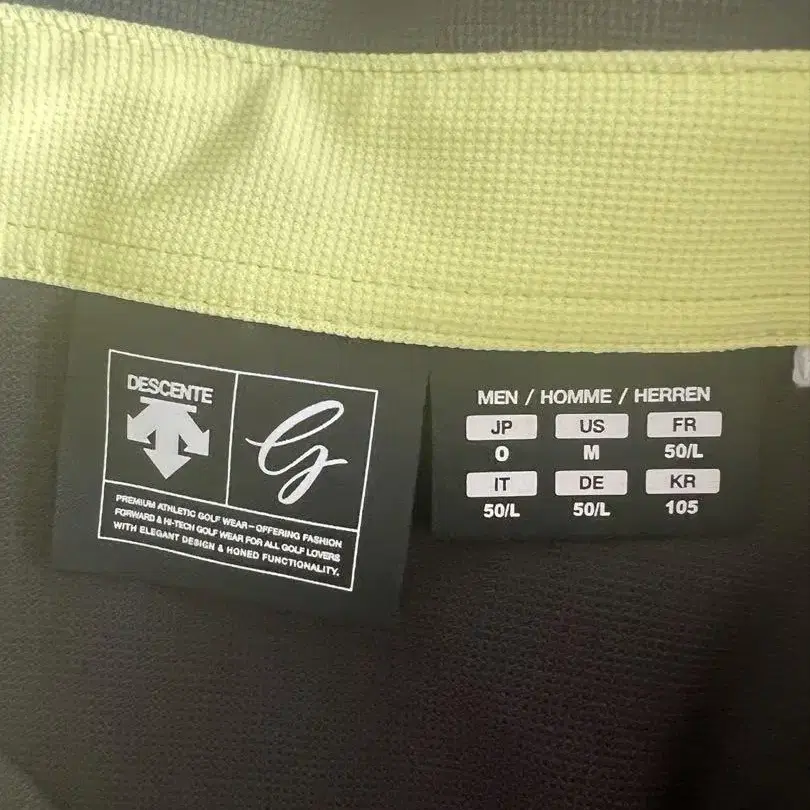 DESCENTE
G
PREMIUM ATHLETIC GOLF WEAR – OFFERING FASHION
FORWARD & HI-TECH GOLF WEAR FOR ALL GOLF LOVERS
WITH ELEGANT DESIGN & HONED FUNCTIONALITY.
MEN / HOMME / HERREN
JP US FR
O M 50/L
IT DE KR
50/L 50/L 105